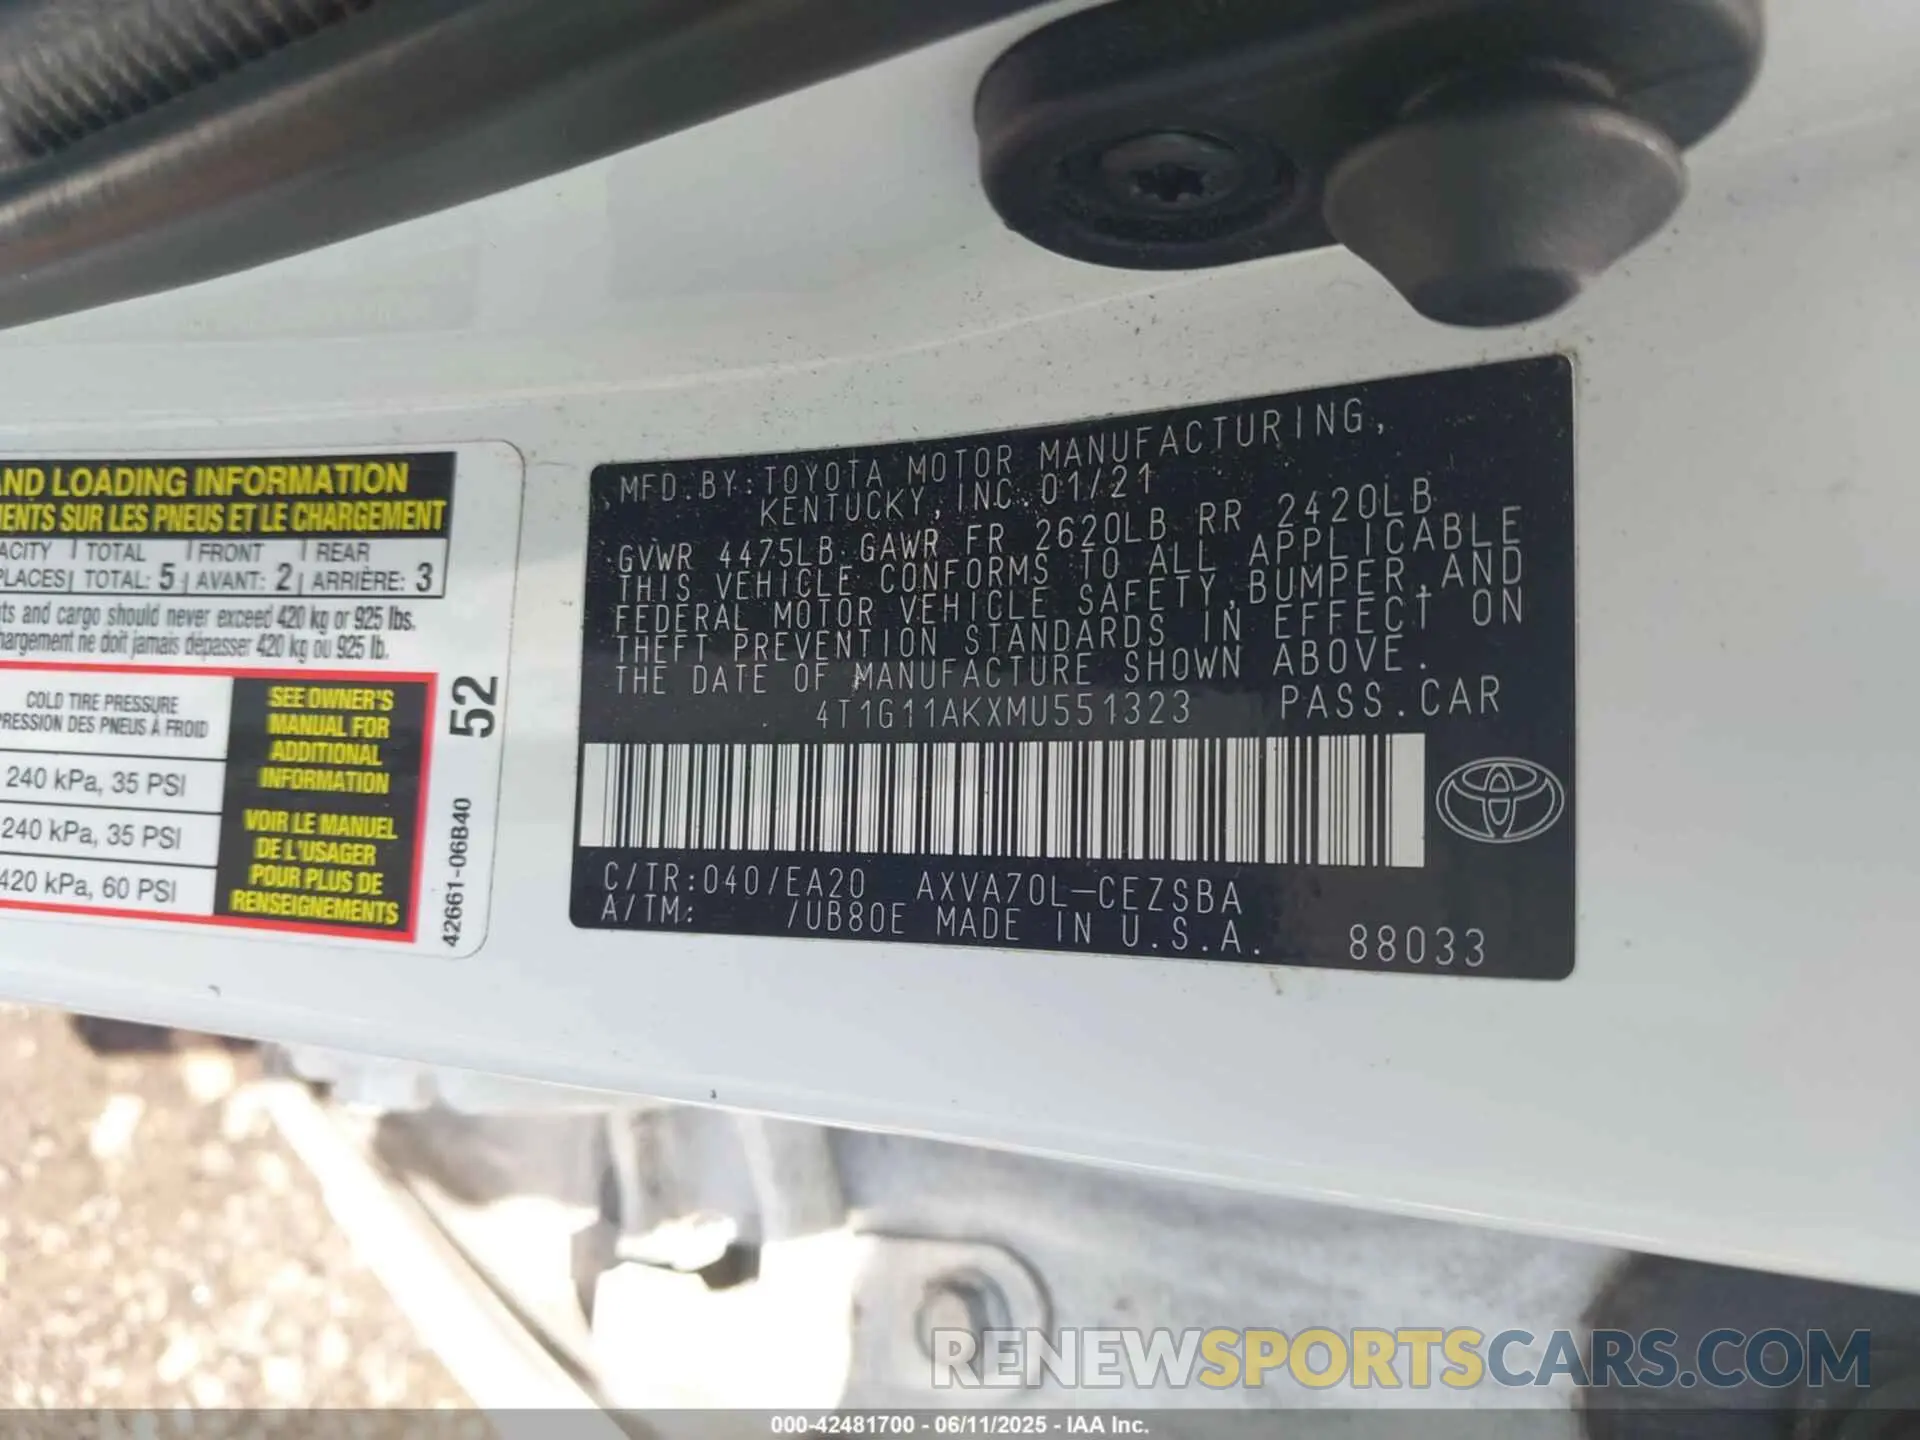 AND LOADING INFORMATION
MENTS SUR LES PNEUS ET LE CHARGEMENT
ACITY TOTAL FRONT REAR
PLACES TOTAL: 5 AVANT: 2 ARRIÈRE: 3
ts and cargo should never exceed 420 kg or 925 lbs.
hargement ne doit jamais dépasser 420 kg ou 925 lb.
COLD TIRE PRESSURE
PRESSION DES PNEUS À FROID
240 kPa, 35 PSI
240 kPa, 35 PSI
420 kPa, 60 PSI
SEE OWNER'S
MANUAL FOR
ADDITIONAL
INFORMATION
VOIR LE MANUEL
DE L'USAGER
POUR PLUS DE
RENSEIGNEMENTS
52
42661-06B40
MFD.BY:TOYOTA MOTOR MANUFACTURING,
KENTUCKY,INC.01/21
GVWR 4475LB GAWR FR 2620LB RR 2420LB
THIS VEHICLE CONFORMS TO ALL APPLICABLE
FEDERAL MOTOR VEHICLE SAFETY,BUMPER,AND
THEFT PREVENTION STANDARDS IN EFFECT ON
THE DATE OF MANUFACTURE SHOWN ABOVE.
4T1G11AKXMU551323 PASS.CAR
C/TR:040/EA20 AXVA70L-CEZSBA
A/TM: /UB80E MADE IN U.S.A. 88033
RENEWSPORTSCARS.COM
000-42481700 - 06/11/2025 - IAA Inc.